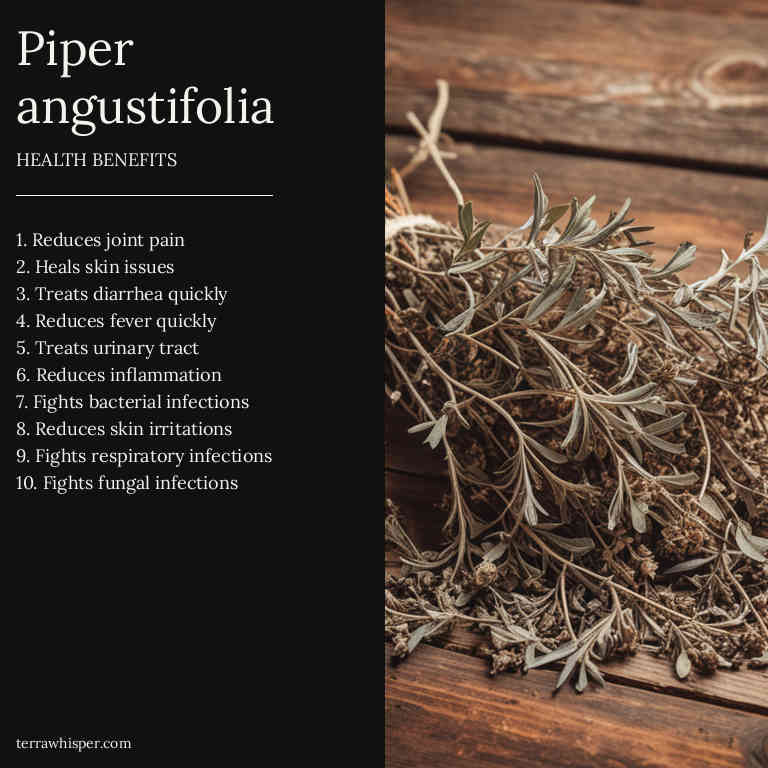 Piper
angustifolia
HEALTH BENEFITS
1. Reduces joint pain
2. Heals skin issues
3. Treats diarrhea quickly
4. Reduces fever quickly
5. Treats urinary tract
6. Reduces inflammation
7. Fights bacterial infections
8. Reduces skin irritations
9. Fights respiratory infections
10. Fights fungal infections
terrawhisper.com